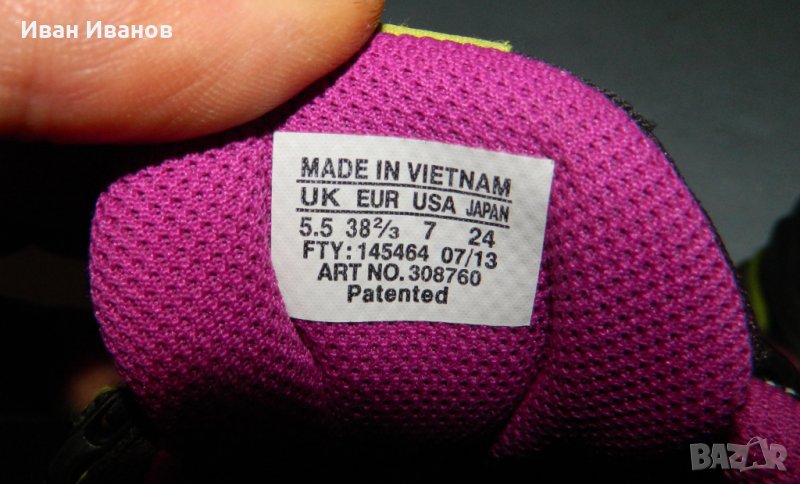 Иван Иванов
MADE IN VIETNAM
UK EUR USA JAPAN
5.5 38⅔ 7 24
FTY: 145464 07/13
ART NO. 308760
Patented
BAZAR